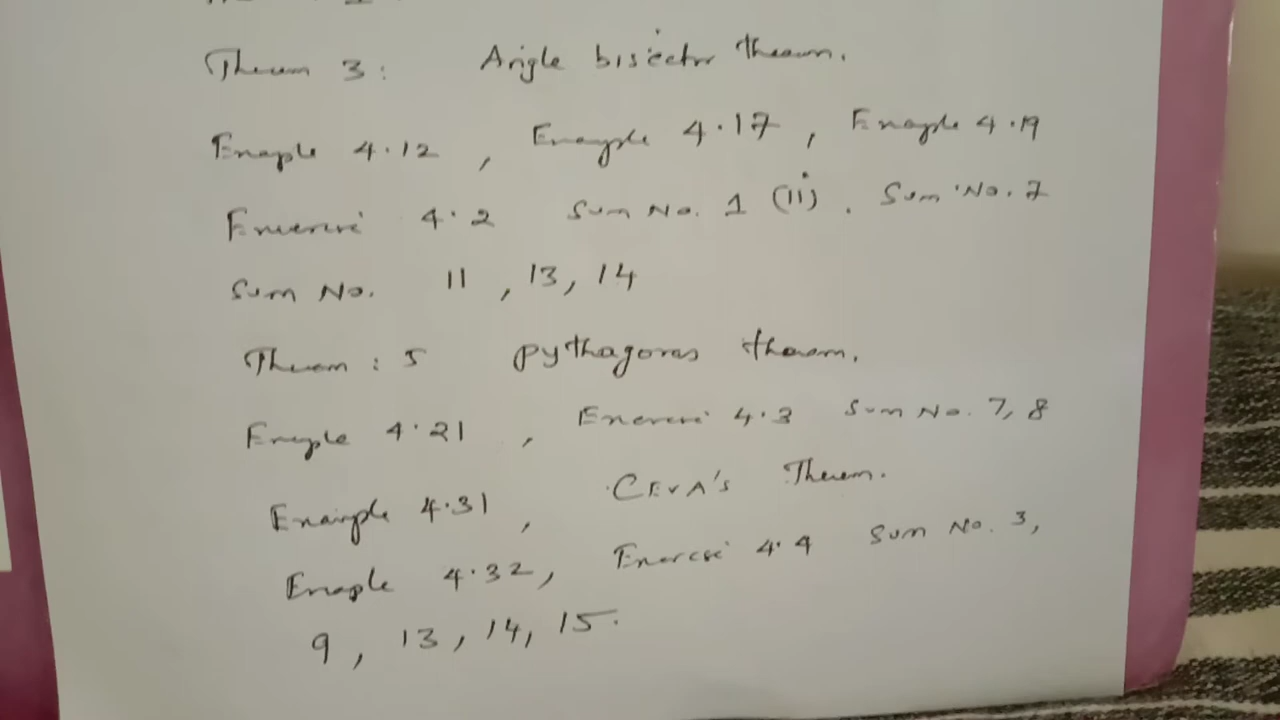 Theorem 3: Angle bisector theorem.
Example 4.12, Example 4.17, Example 4.19
Exercise 4.2 Sum No. 1 (ii). Sum No. 7
Sum No. 11, 13, 14
Theorem: 5 pythagoras theorem.
Example 4.21, Exercise 4.3 Sum No. 7, 8
Example 4.31, CEVA's Theorem.
Example 4.32, Exercise 4.4 Sum No. 3,
9, 13, 14, 15.